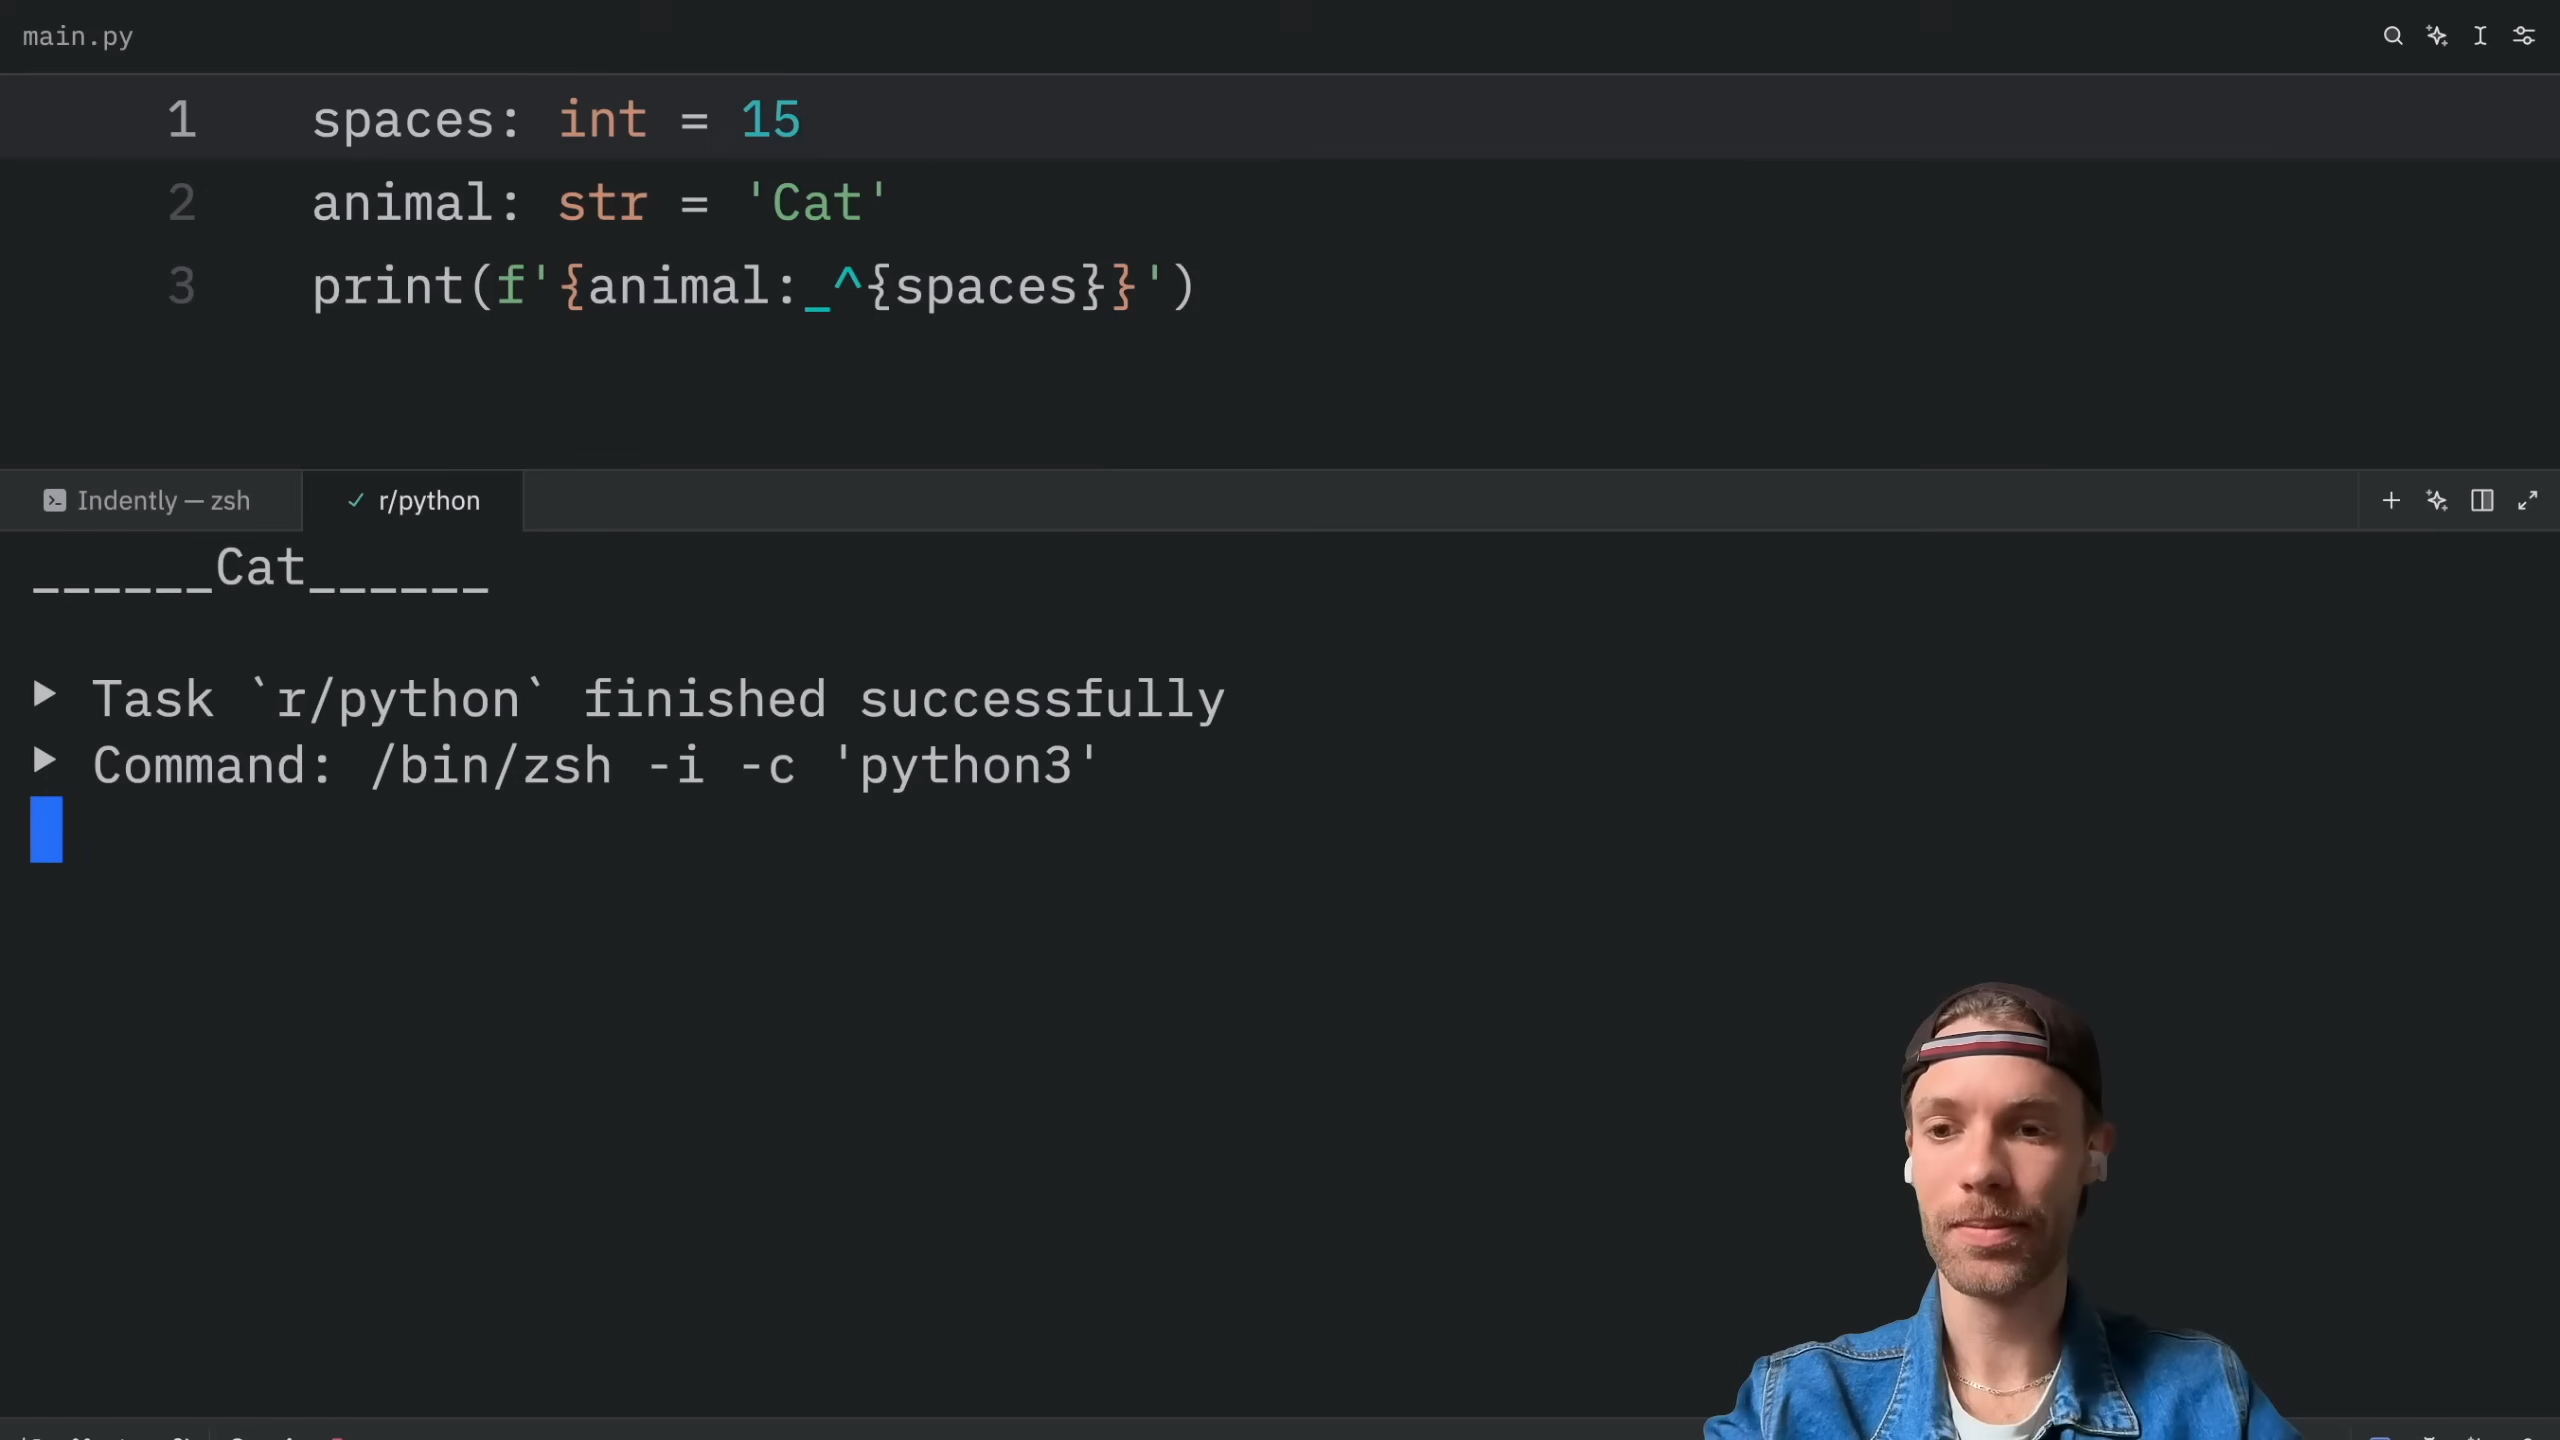 main.py
1 spaces: int = 15
2 animal: str = 'Cat'
3 print(f'{animal:_^{spaces}}')
Indently — zsh
r/python
______Cat______
Task `r/python` finished successfully
Command: /bin/zsh -i -c 'python3'